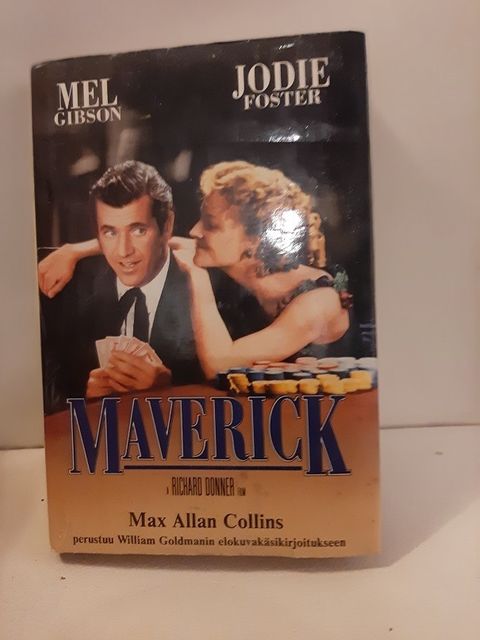 MEL
GIBSON
JODIE
FOSTER
MAVERICK
A RICHARD DONNER FILM
Max Allan Collins
perustuu William Goldmanin elokuvakäsikirjoitukseen